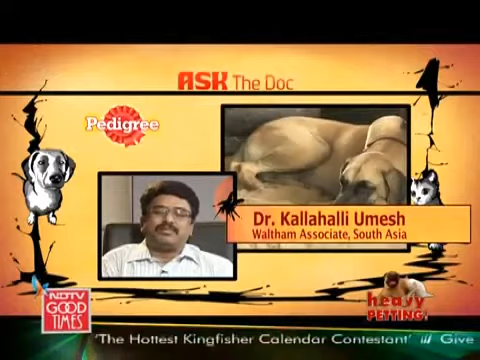 ASK The Doc
Pedigree
Dr. Kallahalli Umesh
Waltham Associate, South Asia
heavy
PETTING!
NDTV
GOOD
TIMES
'The Hottest Kingfisher Calendar Contestant' Give